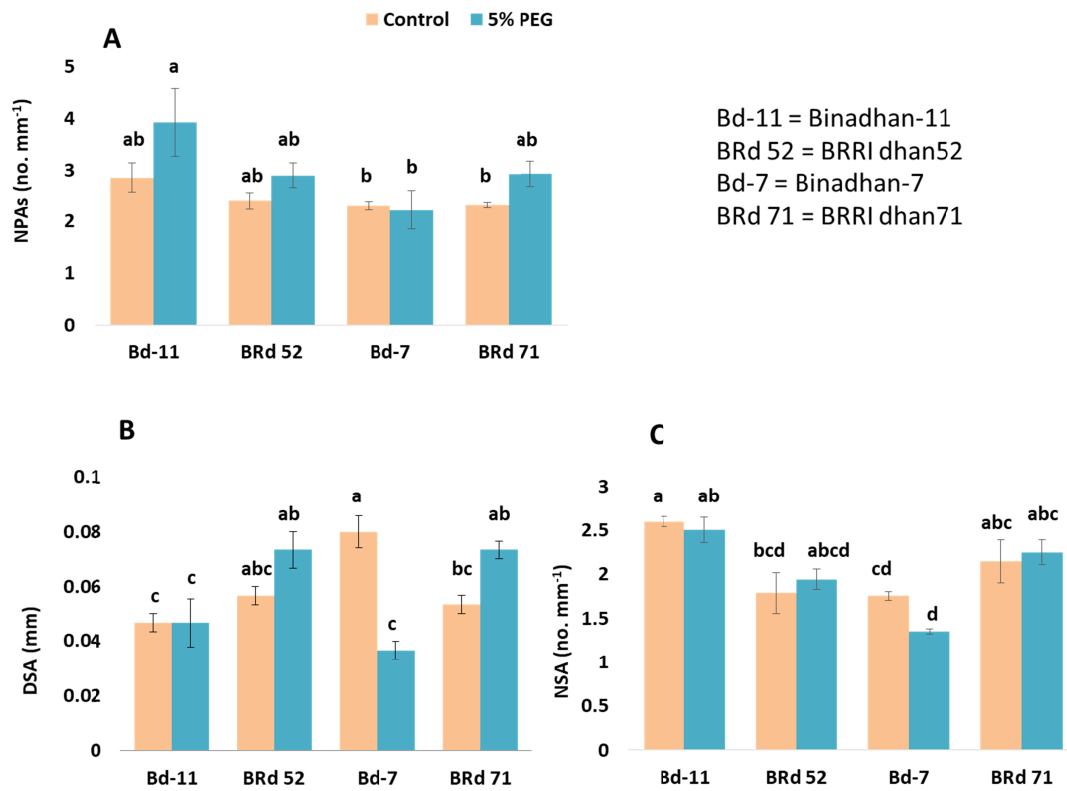 Control 5% PEG
A
NPAs (no. mm-1)
5
4
3
2
1
0
ab a ab ab b b b ab
Bd-11 BRd 52 Bd-7 BRd 71
Bd-11 = Binadhan-11
BRd 52 = BRRI dhan52
Bd-7 = Binadhan-7
BRd 71 = BRRI dhan71
B
DSA (mm)
0.1
0.08
0.06
0.04
0.02
0
c c abc ab a c bc ab
Bd-11 BRd 52 Bd-7 BRd 71
C
NSA (no. mm-1)
3
2.5
2
1.5
1
0.5
0
a ab bcd abcd cd d abc abc
Bd-11 BRd 52 Bd-7 BRd 71